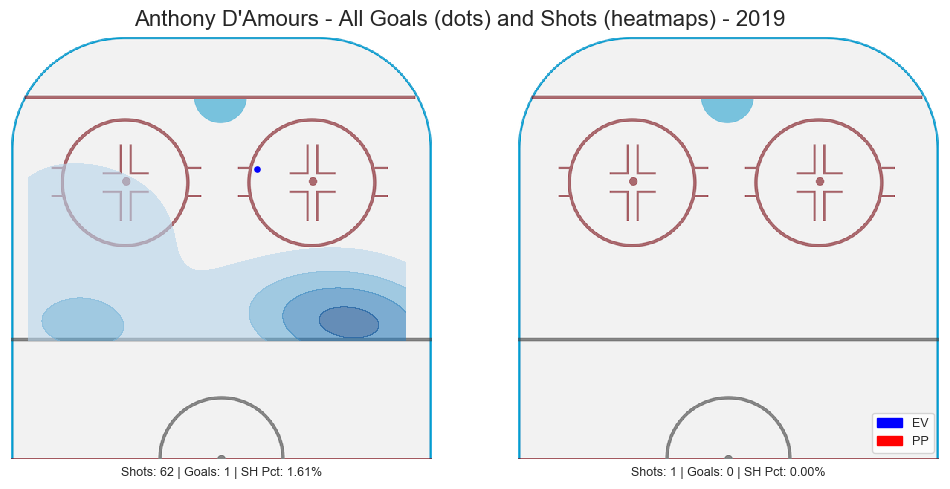 Anthony D'Amours - All Goals (dots) and Shots (heatmaps) - 2019
EV
PP
Shots: 62 | Goals: 1 | SH Pct: 1.61%
Shots: 1 | Goals: 0 | SH Pct: 0.00%